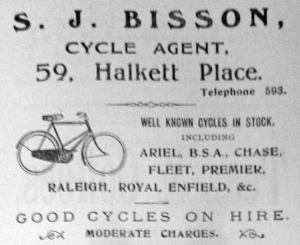 S. J. BISSON,
CYCLE AGENT,
59, Halkett Place.
Telephone 593.
WELL KNOWN CYCLES IN STOCK.
INCLUDING
ARIEL, B.S.A., CHASE,
FLEET, PREMIER,
RALEIGH, ROYAL ENFIELD, &c.
GOOD CYCLES ON HIRE.
MODERATE CHARGES.